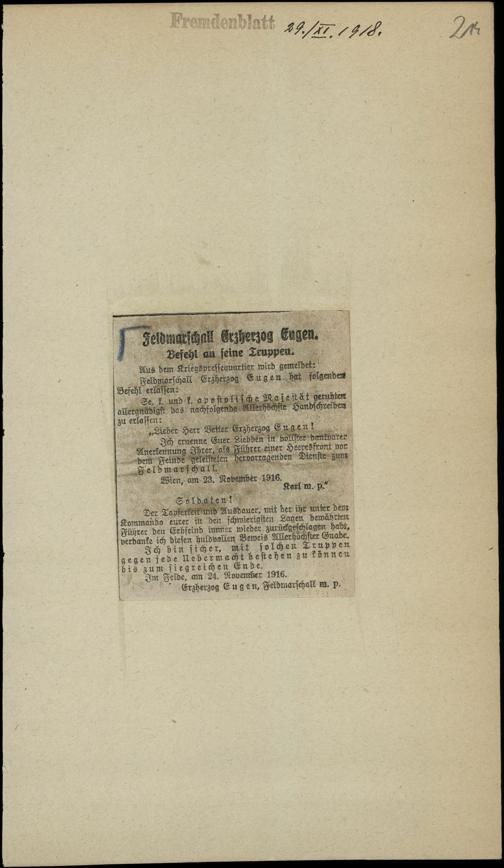 Fremdenblatt 29./XI. 1918.
Feldmarschall Erzherzog Eugen.
Befehl an seine Truppen.
Aus dem Kriegspressequartier wird gemeldet:
Feldmarschall Erzherzog Eugen hat folgenden
Befehl erlassen:
Se. k. und k. apostolische Majestät geruhten
allergnädigst das nachfolgende Allerhöchste Handschreiben
zu erlassen:
„Lieber Herr Vetter Erzherzog Eugen!
Ich ernenne Euer Liebden in vollster dankbarer
Anerkennung Ihrer, als Führer einer Heeresfront vor
dem Feinde geleisteten hervorragenden Dienste zum
Feldmarschall.
Wien, am 23. November 1916.
Karl m. p.“
Soldaten!
Der Tapferkeit und Ausdauer, mit der ihr unter dem
Kommando eurer in den schwierigsten Lagen bewährten
Führer den Erbfeind immer wieder zurückgeschlagen habt,
verdanke ich diesen huldvollen Beweis Allerhöchster Gnade.
Ich bin sicher, mit solchen Truppen
gegen jede Uebermacht bestehen zu können
bis zum siegreichen Ende.
Im Felde, am 24. November 1916.
Erzherzog Eugen, Feldmarschall m. p.